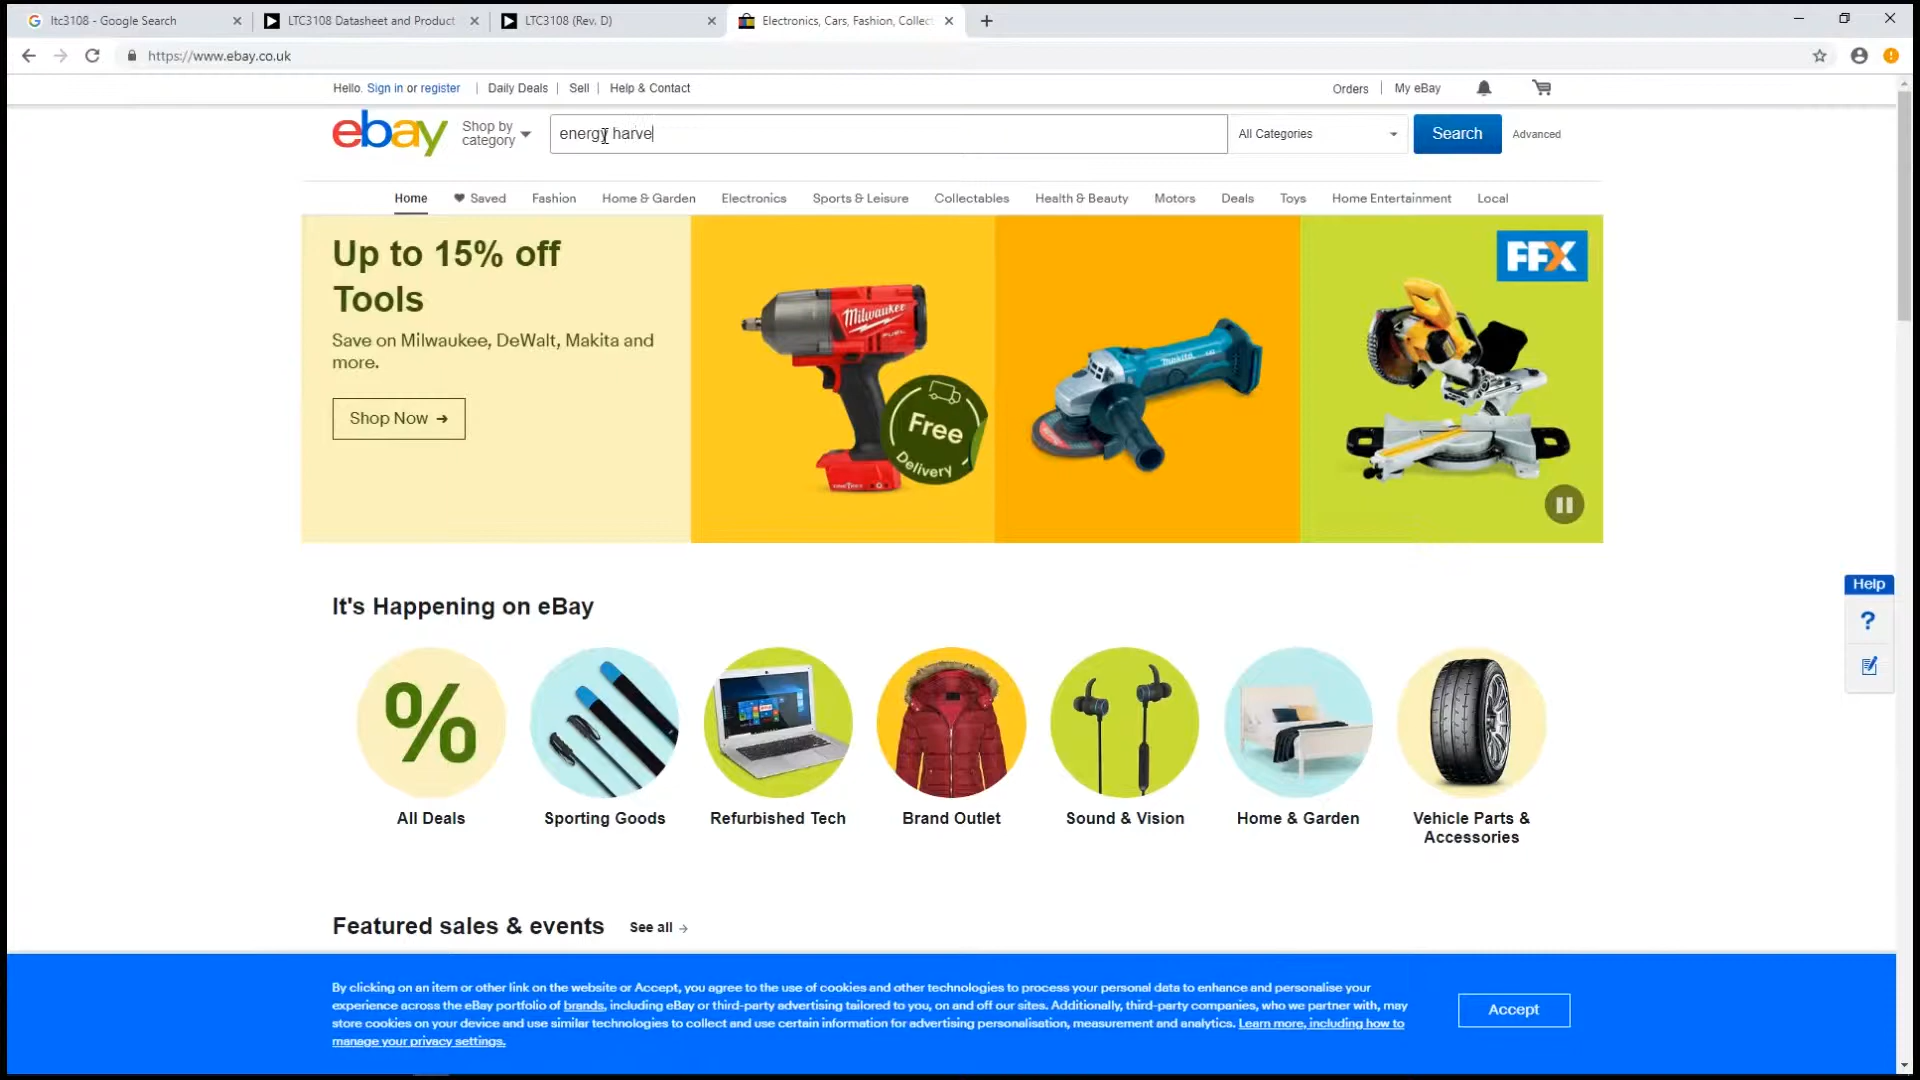 ltc3108 - Google Search
LTC3108 Datasheet and Product
LTC3108 (Rev. D)
Electronics, Cars, Fashion, Collect
https://www.ebay.co.uk
Hello. Sign in or register
Daily Deals
Sell
Help & Contact
Orders
My eBay
ebay
Shop by
category
energy harve
All Categories
Search
Advanced
Home
Saved
Fashion
Home & Garden
Electronics
Sports & Leisure
Collectables
Health & Beauty
Motors
Deals
Toys
Home Entertainment
Local
Up to 15% off
Tools
Save on Milwaukee, DeWalt, Makita and
more.
Shop Now →
Milwaukee
FUEL
Free
Delivery
makita
FFX
It's Happening on eBay
%
All Deals
Sporting Goods
Refurbished Tech
Brand Outlet
Sound & Vision
Home & Garden
Vehicle Parts &
Accessories
Help
?
Featured sales & events
See all →
By clicking on an item or other link on the website or Accept, you agree to the use of cookies and other technologies to process your personal data to enhance and personalise your
experience across the eBay portfolio of brands, including eBay or third-party advertising tailored to you, on and off our sites. Additionally, third-party companies, who we partner with, may
store cookies on your device and use similar technologies to collect and use certain information for advertising personalisation, measurement and analytics. Learn more, including how to
manage your privacy settings.
Accept